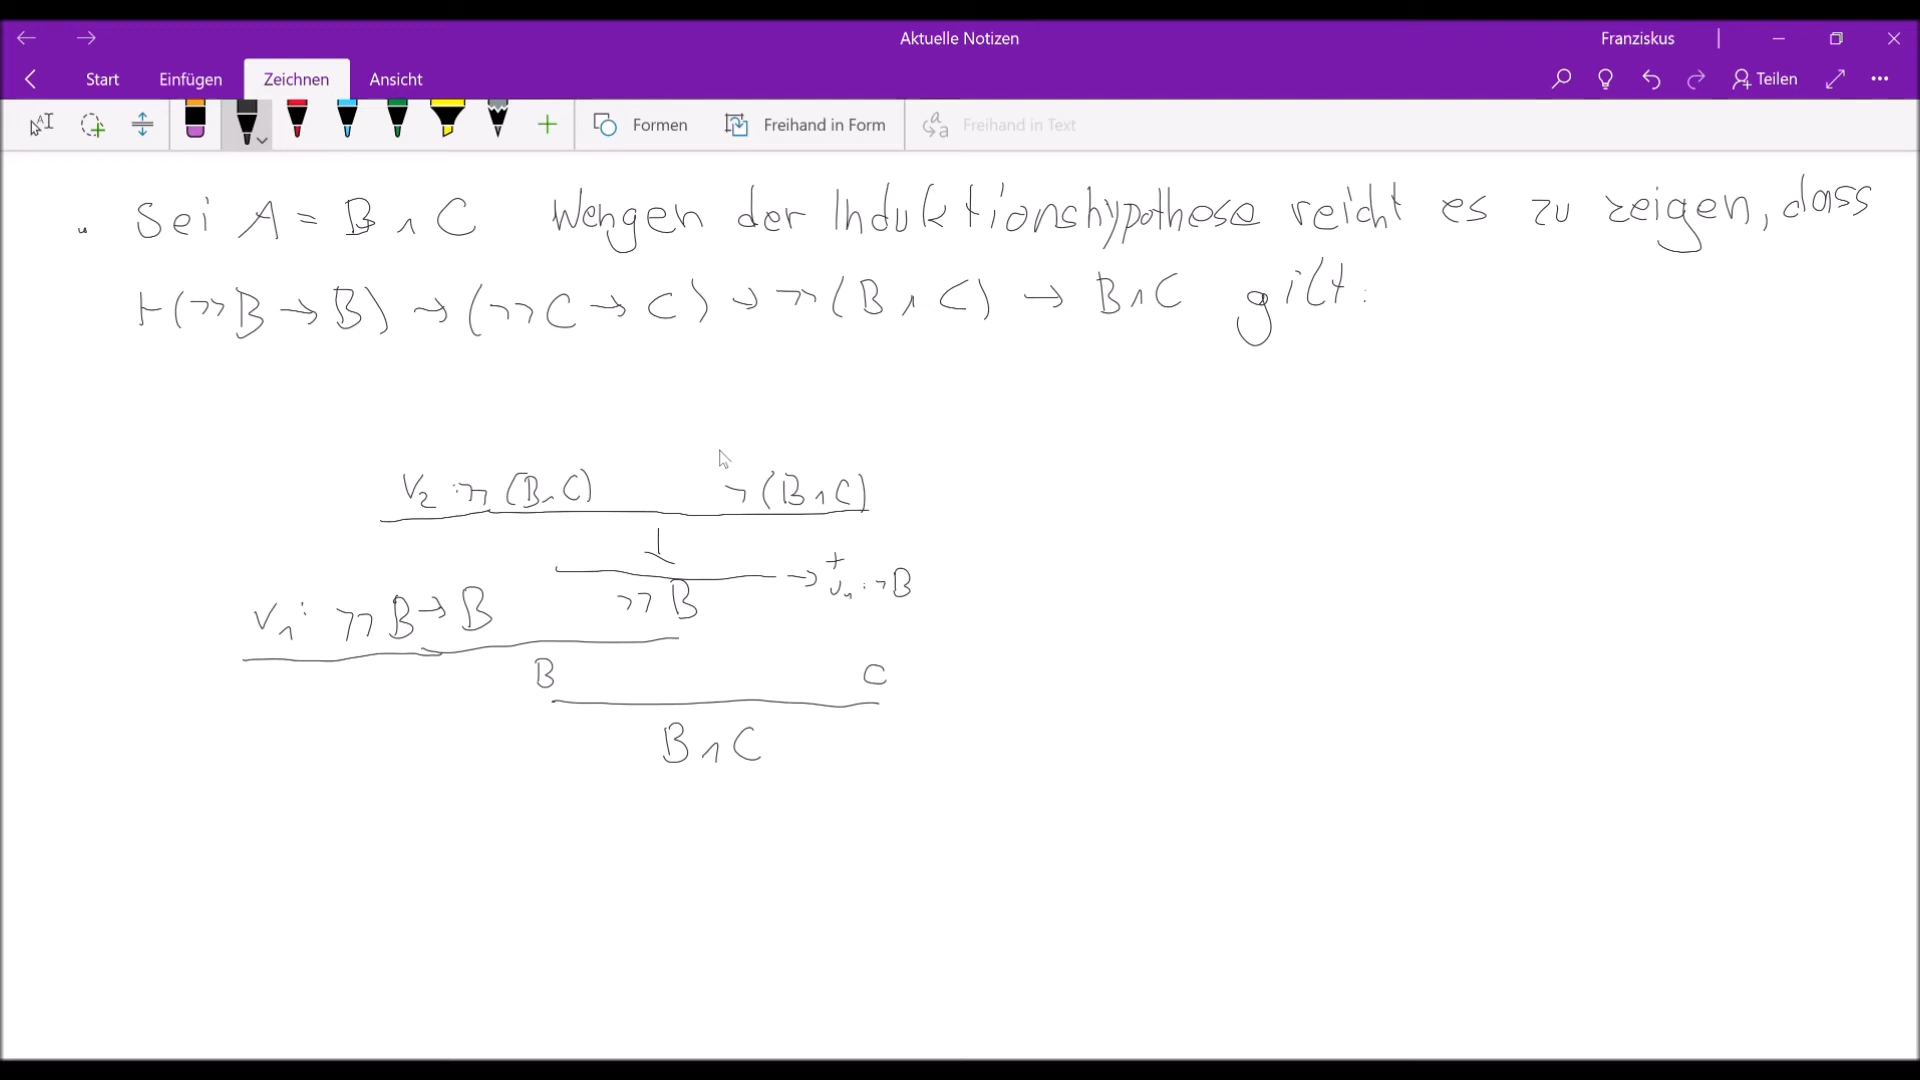 Aktuelle Notizen
Franziskus
Start Einfügen Zeichnen Ansicht
Teilen
Formen Freihand in Form Freihand in Text
Sei A = B ∧ C Wengen der Induktionshypothese reicht es zu zeigen, dass
⊢ (¬¬B → B) → (¬¬C → C) → ¬¬(B ∧ C) → B∧C gilt:
v₂ : ¬¬(B∧C) ¬(B∧C)
⊥
→⁺ v₁ : ¬B
v₁ : ¬¬B → B ¬¬B
B C
B ∧ C